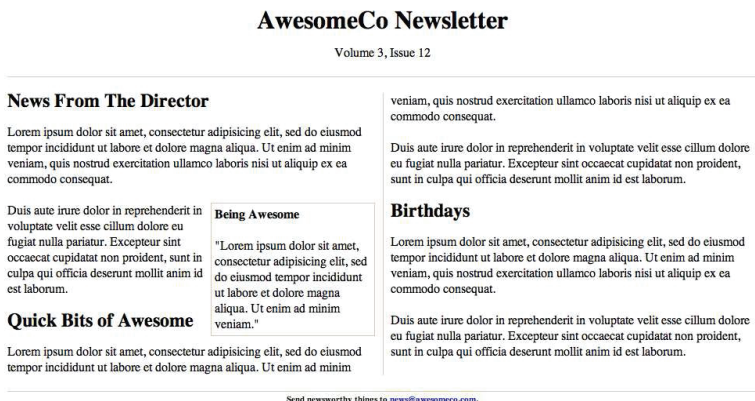 AwesomeCo Newsletter
Volume 3, Issue 12
News From The Director
Lorem ipsum dolor sit amet, consectetur adipisicing elit, sed do eiusmod
tempor incididunt ut labore et dolore magna aliqua. Ut enim ad minim
veniam, quis nostrud exercitation ullamco laboris nisi ut aliquip ex ea
commodo consequat.
Duis aute irure dolor in reprehenderit in
voluptate velit esse cillum dolore eu
fugiat nulla pariatur. Excepteur sint
occaecat cupidatat non proident, sunt in
culpa qui officia deserunt mollit anim id
est laborum.
Being Awesome
"Lorem ipsum dolor sit amet,
consectetur adipisicing elit, sed
do eiusmod tempor incididunt
ut labore et dolore magna
aliqua. Ut enim ad minim
veniam."
Quick Bits of Awesome
Lorem ipsum dolor sit amet, consectetur adipisicing elit, sed do eiusmod
tempor incididunt ut labore et dolore magna aliqua. Ut enim ad minim
veniam, quis nostrud exercitation ullamco laboris nisi ut aliquip ex ea
commodo consequat.
Duis aute irure dolor in reprehenderit in voluptate velit esse cillum dolore
eu fugiat nulla pariatur. Excepteur sint occaecat cupidatat non proident,
sunt in culpa qui officia deserunt mollit anim id est laborum.
Birthdays
Lorem ipsum dolor sit amet, consectetur adipisicing elit, sed do eiusmod
tempor incididunt ut labore et dolore magna aliqua. Ut enim ad minim
veniam, quis nostrud exercitation ullamco laboris nisi ut aliquip ex ea
commodo consequat.
Duis aute irure dolor in reprehenderit in voluptate velit esse cillum dolore
eu fugiat nulla pariatur. Excepteur sint occaecat cupidatat non proident,
sunt in culpa qui officia deserunt mollit anim id est laborum.
Send newsworthy things to news@awesomeco.com.